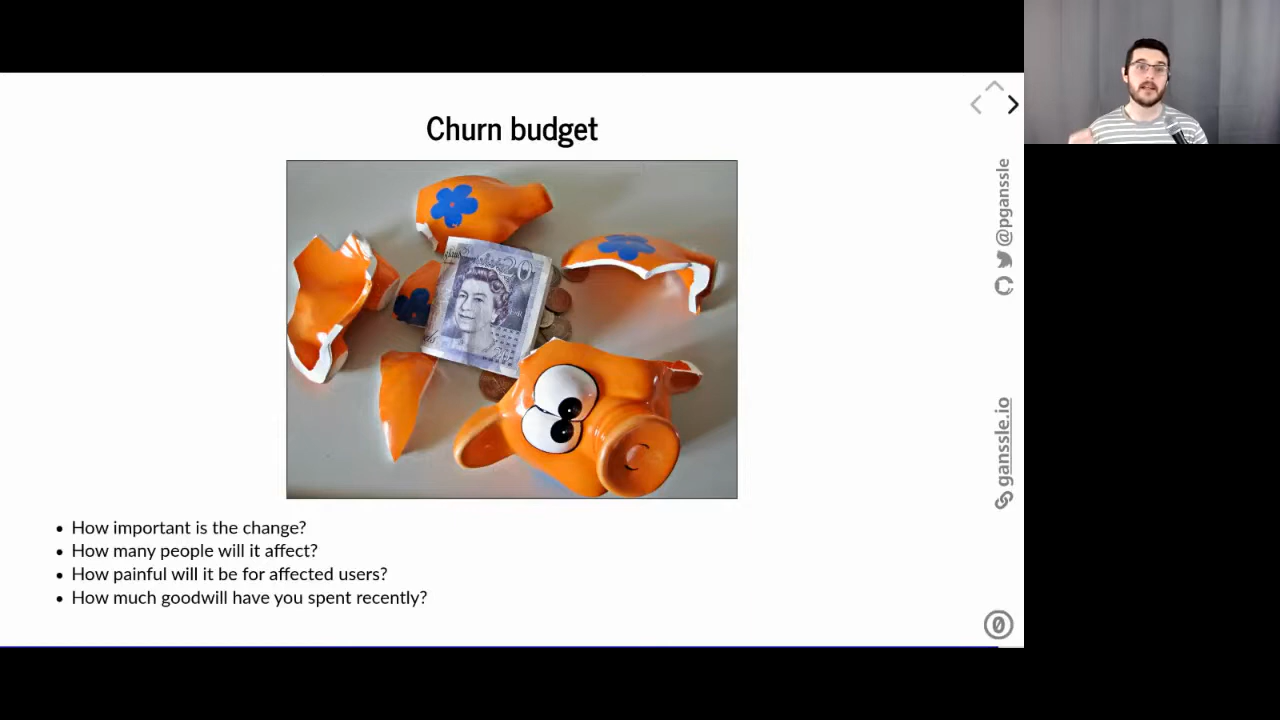 Churn budget
@pganssle
ganssle.io
How important is the change?
How many people will it affect?
How painful will it be for affected users?
How much goodwill have you spent recently?